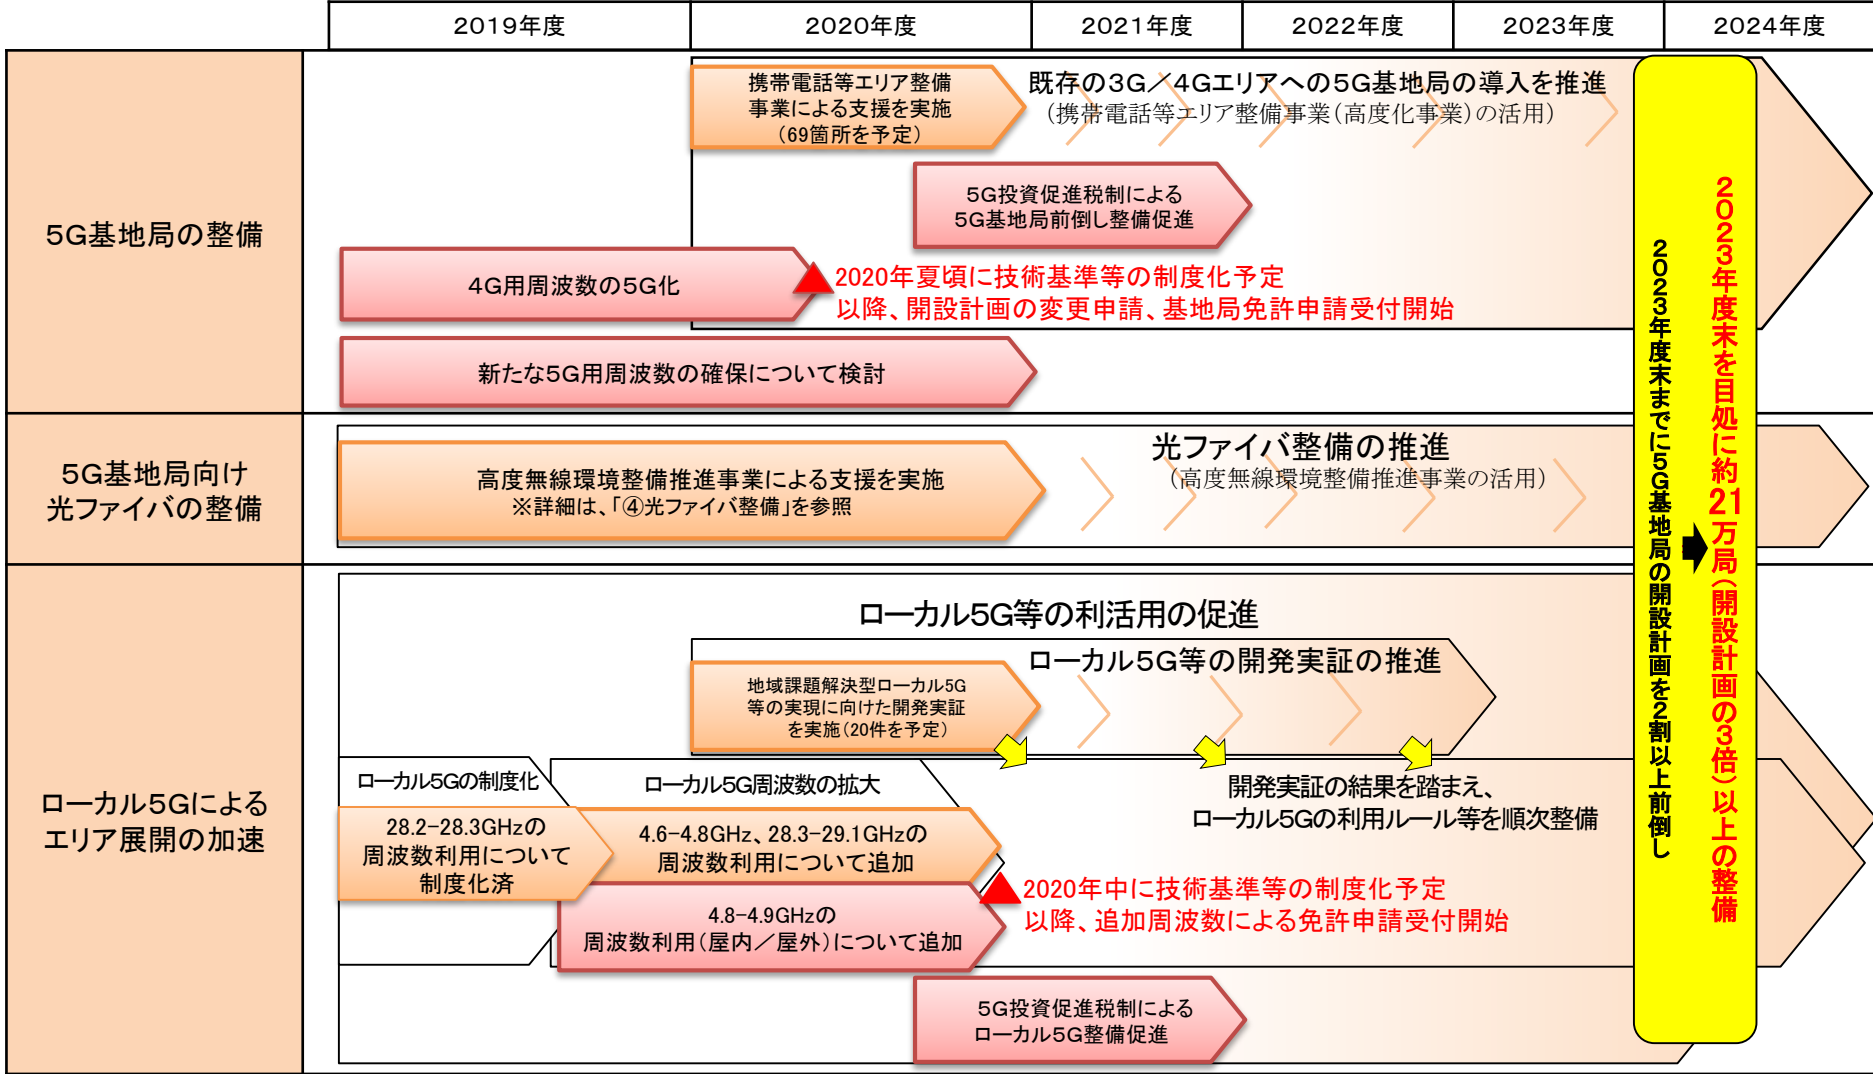 2019年度
2020年度
2021年度
2022年度
2023年度
2024年度
5G基地局の整備
携帯電話等エリア整備
事業による支援を実施
(69箇所を予定)
既存の3G/4Gエリアへの5G基地局の導入を推進
(携帯電話等エリア整備事業(高度化事業)の活用)
5G投資促進税制による
5G基地局前倒し整備促進
4G用周波数の5G化
2020年夏頃に技術基準等の制度化予定
以降、開設計画の変更申請、基地局免許申請受付開始
新たな5G用周波数の確保について検討
5G基地局向け
光ファイバの整備
高度無線環境整備推進事業による支援を実施
※詳細は、「④光ファイバ整備」を参照
光ファイバ整備の推進
(高度無線環境整備推進事業の活用)
ローカル5Gによる
エリア展開の加速
ローカル5G等の利活用の促進
ローカル5G等の開発実証の推進
地域課題解決型ローカル5G
等の実現に向けた開発実証
を実施(20件を予定)
ローカル5Gの制度化
ローカル5G周波数の拡大
開発実証の結果を踏まえ、
ローカル5Gの利用ルール等を順次整備
28.2-28.3GHzの
周波数利用について
制度化済
4.6-4.8GHz、28.3-29.1GHzの
周波数利用について追加
4.8-4.9GHzの
周波数利用(屋内/屋外)について追加
2020年中に技術基準等の制度化予定
以降、追加周波数による免許申請受付開始
5G投資促進税制による
ローカル5G整備促進
2023年度末までに5G基地局の開設計画を2割以上前倒し
2023年度末を目処に約21万局(開設計画の3倍)以上の整備